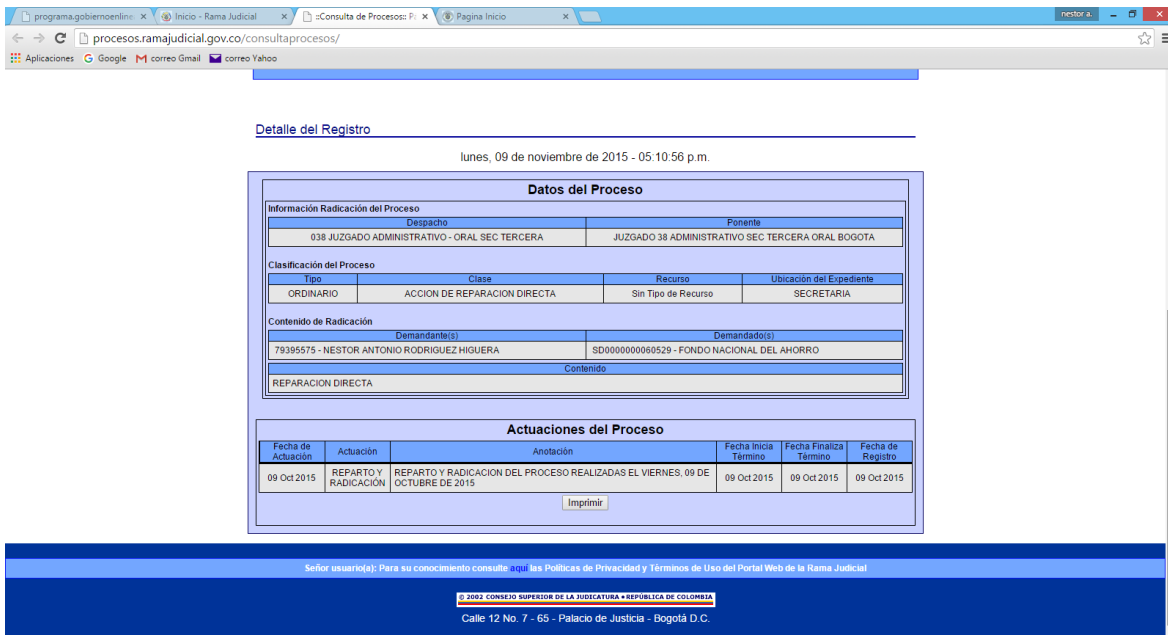 programa.gobiernoenline
Inicio - Rama Judicial
::Consulta de Procesos:: Pá
Pagina Inicio
nestor a.
procesos.ramajudicial.gov.co/consultaprocesos/
Aplicaciones Google correo Gmail correo Yahoo
Detalle del Registro
lunes, 09 de noviembre de 2015 - 05:10:56 p.m.
Datos del Proceso
Información Radicación del Proceso
Despacho Ponente
038 JUZGADO ADMINISTRATIVO - ORAL SEC TERCERA JUZGADO 38 ADMINISTRATIVO SEC TERCERA ORAL BOGOTA
Clasificación del Proceso
Tipo Clase Recurso Ubicación del Expediente
ORDINARIO ACCION DE REPARACION DIRECTA Sin Tipo de Recurso SECRETARIA
Contenido de Radicación
Demandante(s) Demandado(s)
79395575 - NESTOR ANTONIO RODRIGUEZ HIGUERA SD0000000060529 - FONDO NACIONAL DEL AHORRO
Contenido
REPARACION DIRECTA
Actuaciones del Proceso
Fecha de Actuación Actuación Anotación Fecha Inicia Término Fecha Finaliza Término Fecha de Registro
09 Oct 2015 REPARTO Y RADICACIÓN REPARTO Y RADICACION DEL PROCESO REALIZADAS EL VIERNES, 09 DE OCTUBRE DE 2015 09 Oct 2015 09 Oct 2015 09 Oct 2015
Imprimir
Señor usuario(a): Para su conocimiento consulte aquí las Políticas de Privacidad y Términos de Uso del Portal Web de la Rama Judicial
© 2002 CONSEJO SUPERIOR DE LA JUDICATURA • REPÚBLICA DE COLOMBIA
Calle 12 No. 7 - 65 - Palacio de Justicia - Bogotá D.C.